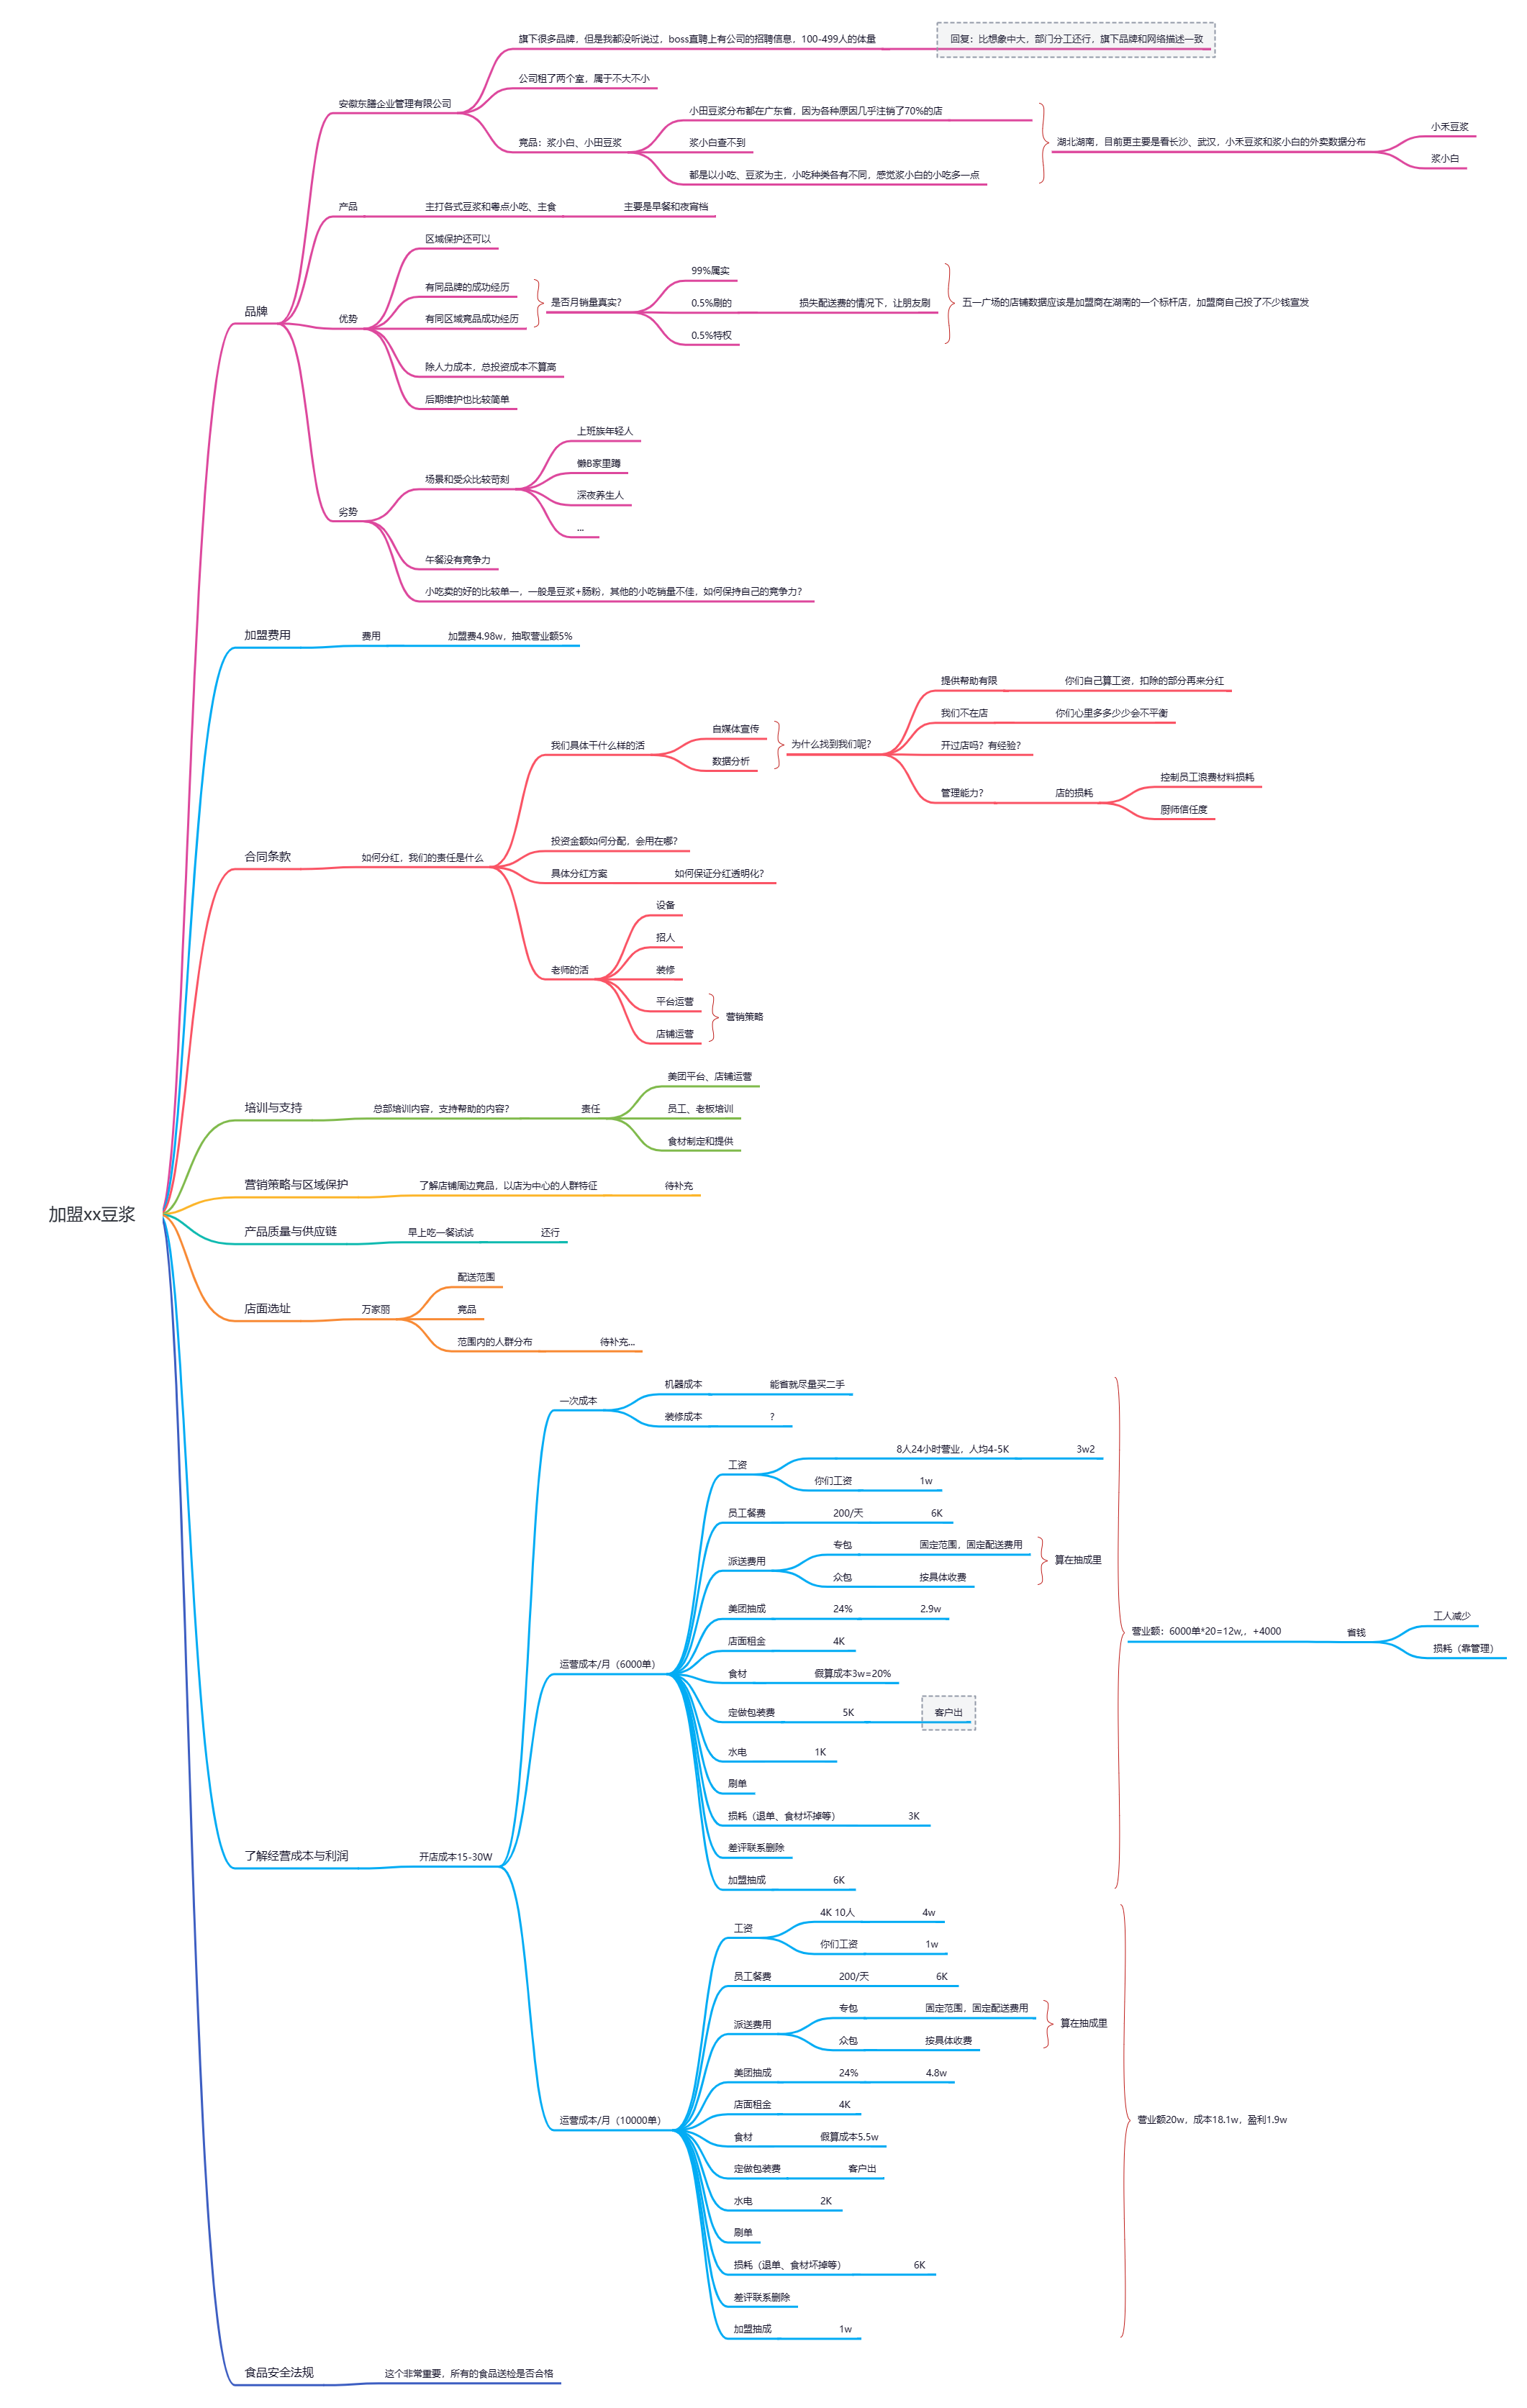 加盟xx豆浆
品牌
安徽东膳企业管理有限公司
旗下很多品牌，但是我都没听说过，boss直聘上有公司的招聘信息，100-499人的体量
回复：比想象中大，部门分工还行，旗下品牌和网络描述一致
公司租了两个室，属于不大不小
竞品：浆小白、小田豆浆
小田豆浆分布都在广东省，因为各种原因几乎注销了70%的店
浆小白查不到
都是以小吃、豆浆为主，小吃种类各有不同，感觉浆小白的小吃多一点
湖北湖南，目前更主要是看长沙、武汉，小禾豆浆和浆小白的外卖数据分布
小禾豆浆
浆小白
产品
主打各式豆浆和粤点小吃、主食
主要是早餐和夜宵档
优势
区域保护还可以
有同品牌的成功经历
有同区域竞品成功经历
是否月销量真实？
99%属实
0.5%刷的
损失配送费的情况下，让朋友刷
0.5%特权
五一广场的店铺数据应该是加盟商在湖南的一个标杆店，加盟商自己投了不少钱宣发
除人力成本，总投资成本不算高
后期维护也比较简单
劣势
场景和受众比较苛刻
上班族年轻人
懒B家里蹲
深夜养生人
...
午餐没有竞争力
小吃卖的好的比较单一，一般是豆浆+肠粉，其他的小吃销量不佳，如何保持自己的竞争力？
加盟费用
费用
加盟费4.98w，抽取营业额5%
合同条款
如何分红，我们的责任是什么
我们具体干什么样的活
自媒体宣传
数据分析
为什么找到我们呢？
提供帮助有限
你们自己算工资，扣除的部分再来分红
我们不在店
你们心里多多少少会不平衡
开过店吗？有经验？
管理能力？
店的损耗
控制员工浪费材料损耗
厨师信任度
投资金额如何分配，会用在哪？
具体分红方案
如何保证分红透明化？
老师的活
设备
招人
装修
平台运营
店铺运营
营销策略
培训与支持
总部培训内容，支持帮助的内容？
责任
美团平台、店铺运营
员工、老板培训
食材制定和提供
营销策略与区域保护
了解店铺周边竞品，以店为中心的人群特征
待补充
产品质量与供应链
早上吃一餐试试
还行
店面选址
万家丽
配送范围
竞品
范围内的人群分布
待补充...
了解经营成本与利润
开店成本15-30W
一次成本
机器成本
能省就尽量买二手
装修成本
？
运营成本/月（6000单）
工资
8人24小时营业，人均4-5K
3w2
你们工资
1w
员工餐费
200/天
6K
派送费用
专包
固定范围，固定配送费用
众包
按具体收费
算在抽成里
美团抽成
24%
2.9w
店面租金
4K
食材
假算成本3w=20%
定做包装费
5K
客户出
水电
1K
刷单
损耗（退单、食材坏掉等）
3K
差评联系删除
加盟抽成
6K
营业额：6000单*20=12w,，+4000
省钱
工人减少
损耗（靠管理）
运营成本/月（10000单）
工资
4K 10人
4w
你们工资
1w
员工餐费
200/天
6K
派送费用
专包
固定范围，固定配送费用
众包
按具体收费
算在抽成里
美团抽成
24%
4.8w
店面租金
4K
食材
假算成本5.5w
定做包装费
客户出
水电
2K
刷单
损耗（退单、食材坏掉等）
6K
差评联系删除
加盟抽成
1w
营业额20w，成本18.1w，盈利1.9w
食品安全法规
这个非常重要，所有的食品送检是否合格